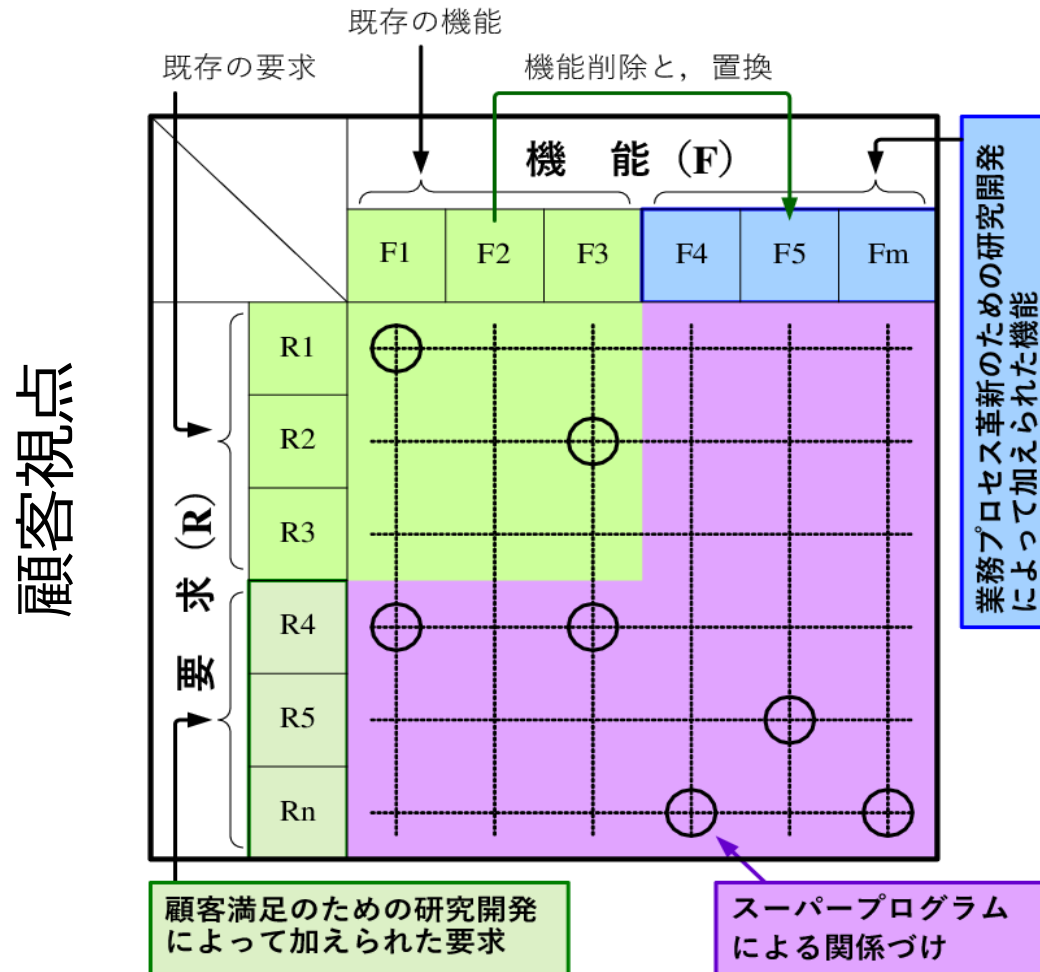 既存の機能
既存の要求
機能削除と，置換
機　能（F）
F1
F2
F3
F4
F5
Fm
業務プロセス革新のための研究開発
によって加えられた機能
顧客視点
要　求（R）
R1
R2
R3
R4
R5
Rn
顧客満足のための研究開発
によって加えられた要求
スーパープログラム
による関係づけ